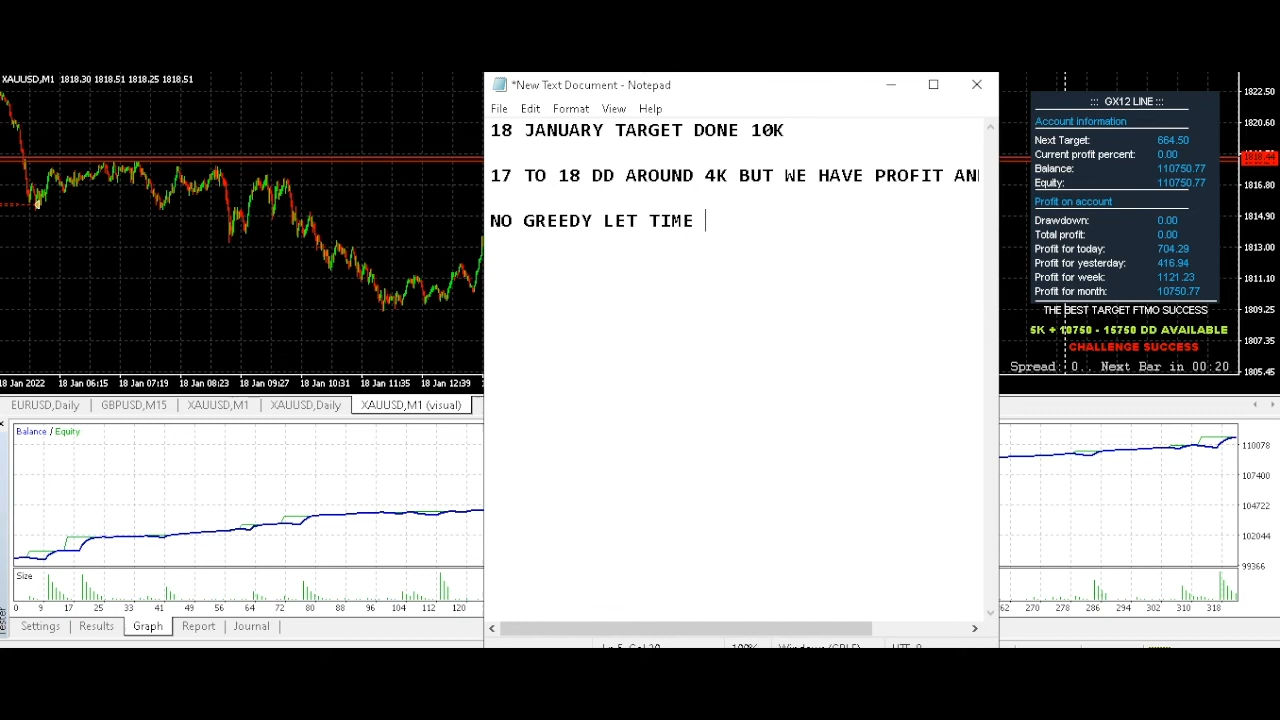 XAUUSD,M1 1818.30 1818.51 1818.25 1818.51
18 Jan 2022 18 Jan 06:15 18 Jan 07:19 18 Jan 08:23 18 Jan 09:27 18 Jan 10:31 18 Jan 11:35 18 Jan 12:39
*New Text Document - Notepad
File Edit Format View Help
18 JANUARY TARGET DONE 10K
17 TO 18 DD AROUND 4K BUT WE HAVE PROFIT AN
NO GREEDY LET TIME
::: GX12 LINE :::
Account information
Next Target: 664.50
Current profit percent: 0.00
Balance: 110750.77
Equity: 110750.77
Profit on account
Drawdown: 0.00
Total profit: 0.00
Profit for today: 704.29
Profit for yesterday: 416.94
Profit for week: 1121.23
Profit for month: 10750.77
THE BEST TARGET FTMO SUCCESS
5K + 10750 - 15750 DD AVAILABLE
CHALLENGE SUCCESS
Spread: 0.. Next Bar in 00:20
1822.50
1820.60
1818.44
1816.80
1814.90
1813.00
1811.10
1809.25
1807.35
1805.45
EURUSD,Daily GBPUSD,M15 XAUUSD,M1 XAUUSD,Daily XAUUSD,M1 (visual)
Balance / Equity
110078
107400
104722
102044
99366
Size
0 9 17 25 33 41 49 56 64 72 80 88 96 104 112 120
262 270 278 286 294 302 310 318
Settings Results Graph Report Journal